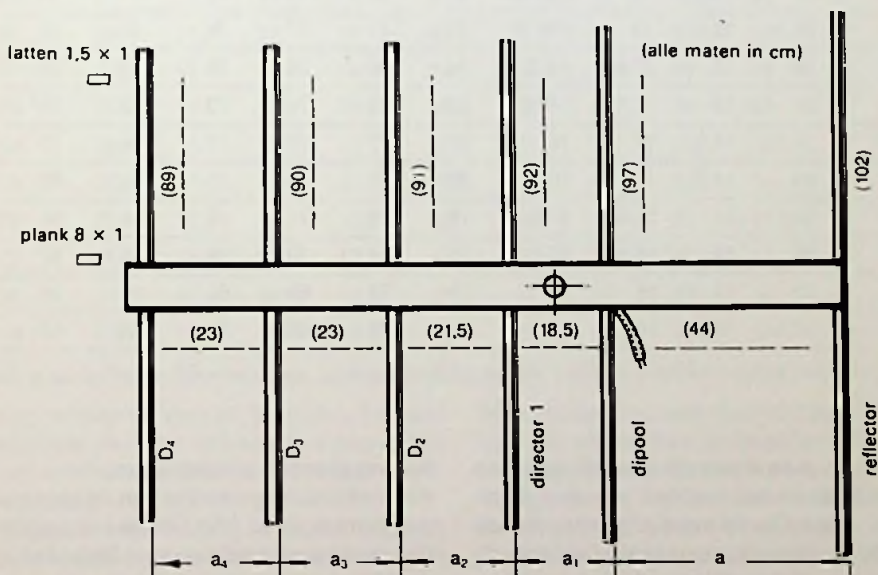 latten 1,5 × 1
(alle maten in cm)
(89)
(90)
(91)
(92)
(97)
(102)
plank 8 × 1
(23)
(23)
(21,5)
(18,5)
(44)
D₄
D₃
D₂
director 1
dipool
reflector
a₄
a₃
a₂
a₁
a